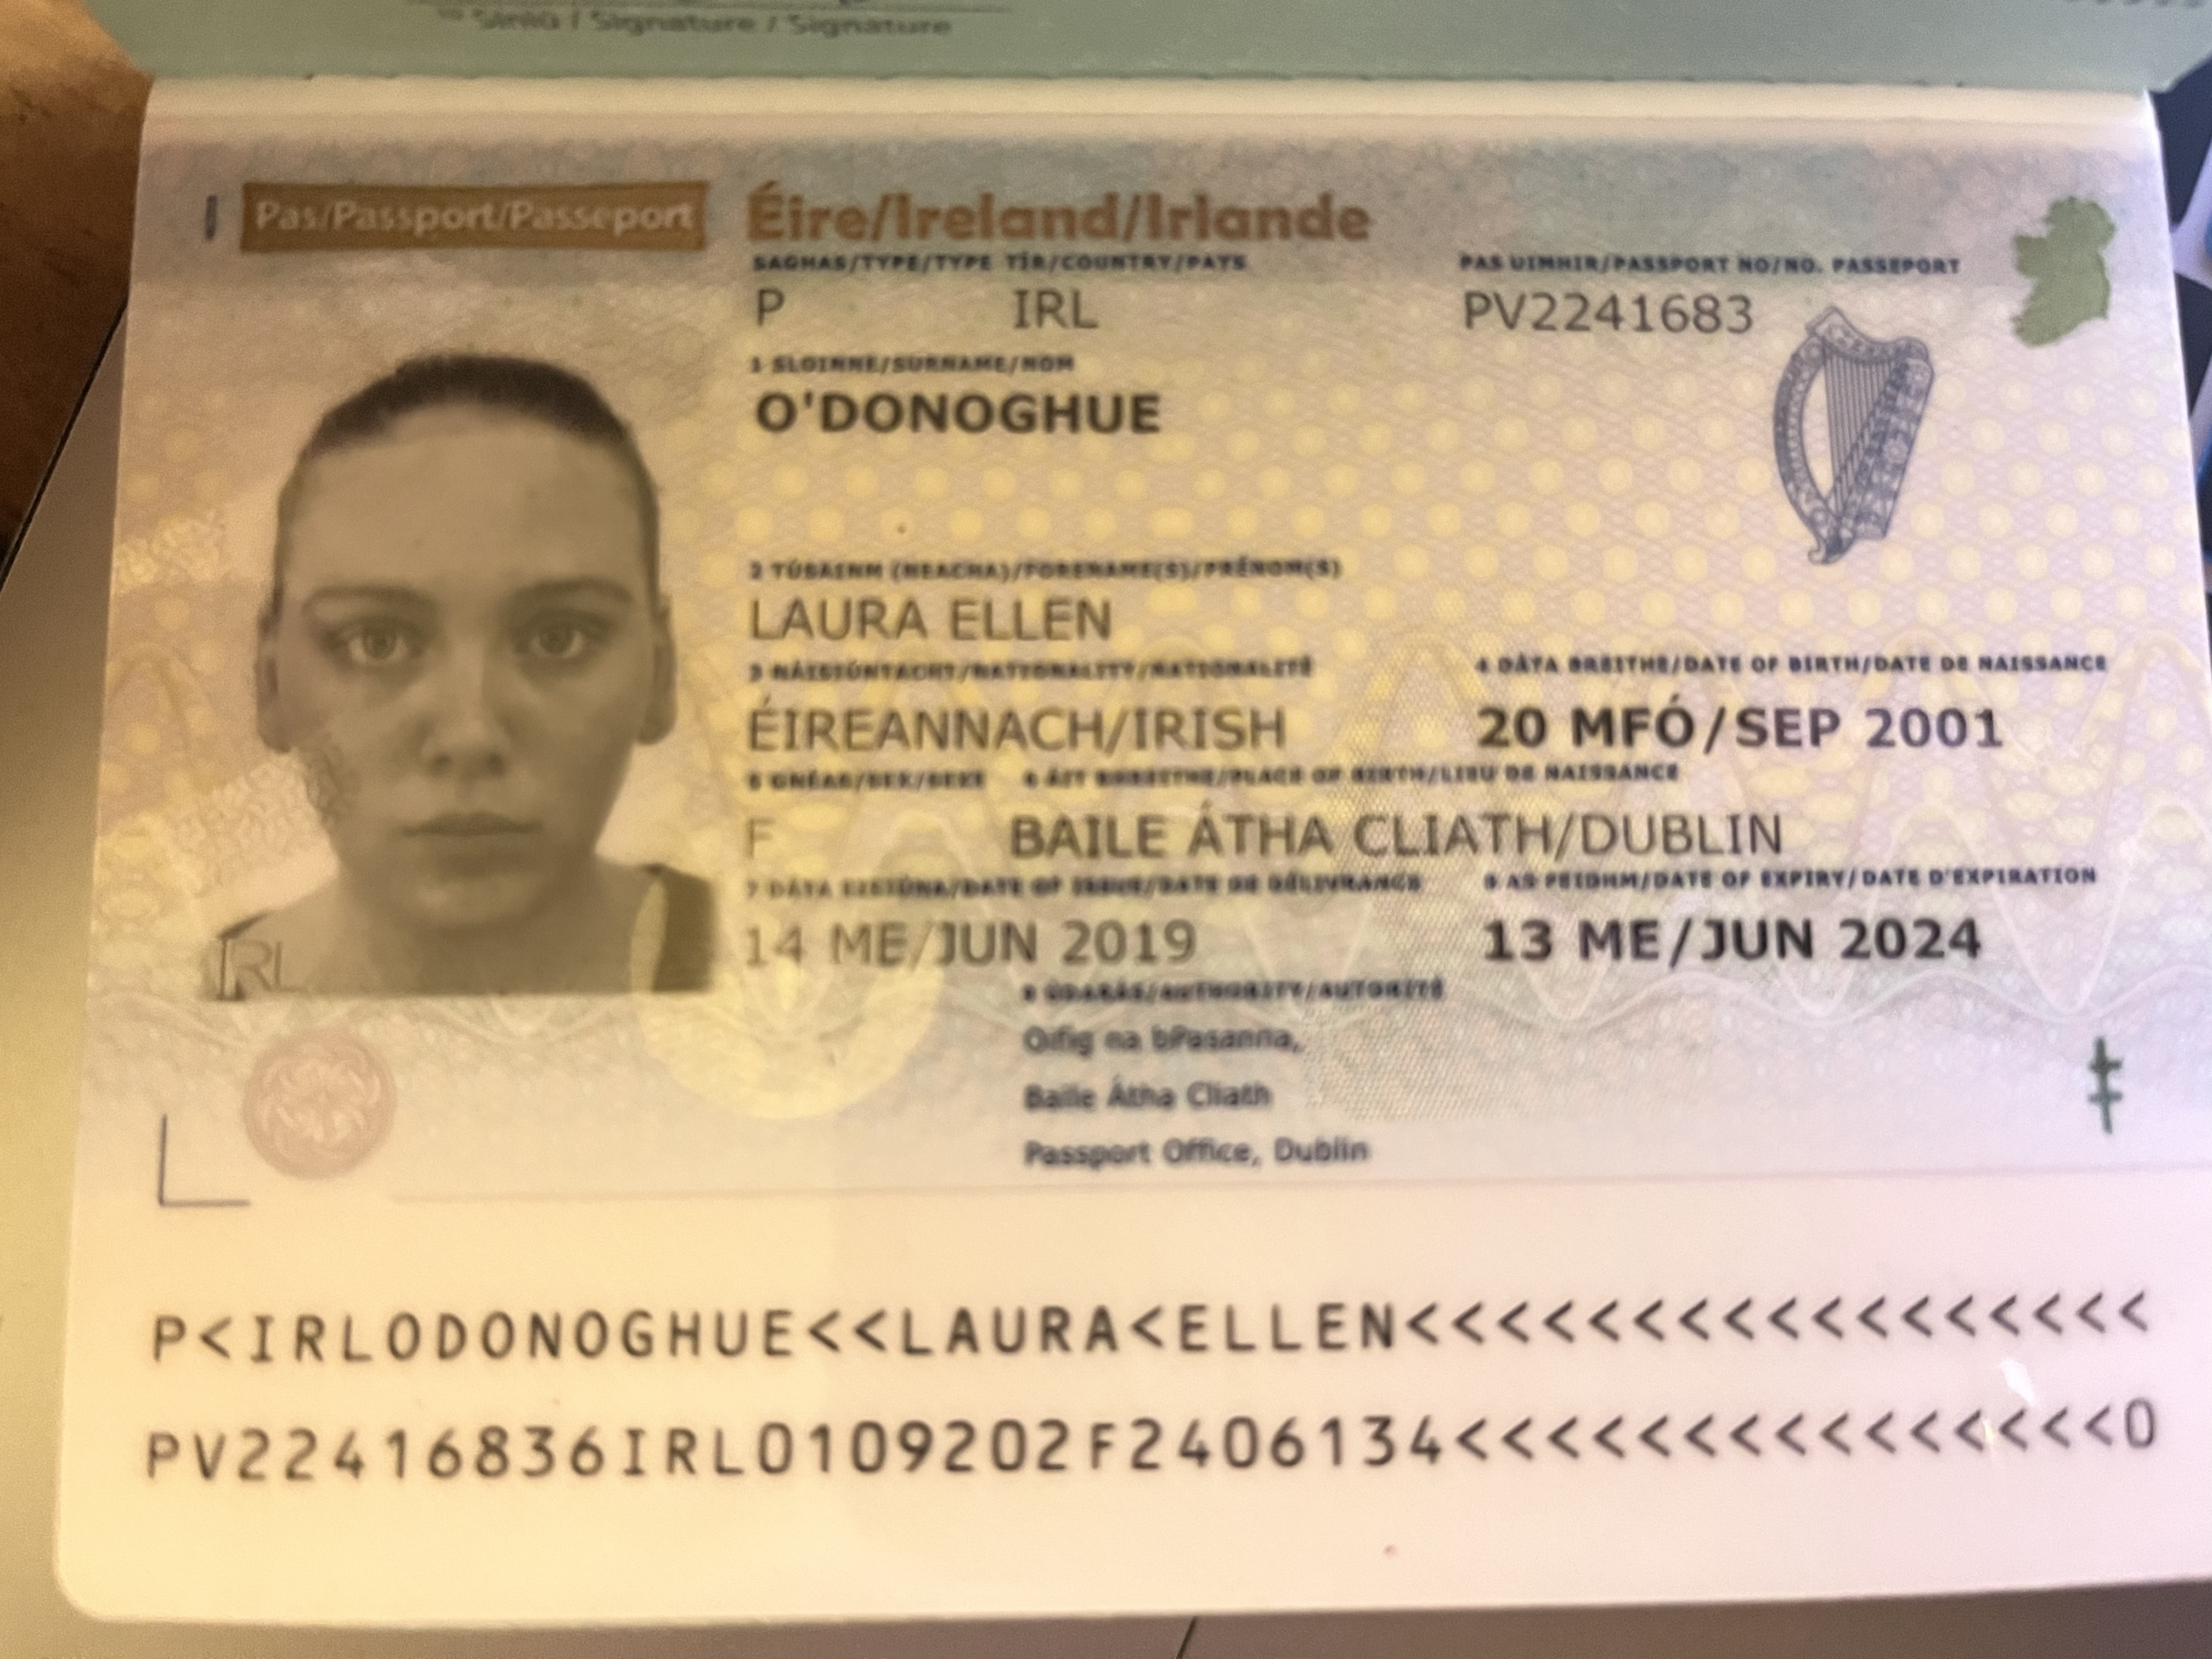 Síniú / Signature / Signature
Pas/Passport/Passeport
Éire/Ireland/Irlande
SAGHAS/TYPE/TYPE TÍR/COUNTRY/PAYS PAS UIMHIR/PASSPORT NO/NO. PASSEPORT
P IRL PV2241683
1 SLOINNE/SURNAME/NOM
O'DONOGHUE
2 TÚSAINM (NEACHA)/FORENAME(S)/PRÉNOM(S)
LAURA ELLEN
3 NÁISIÚNTACHT/NATIONALITY/NATIONALITÉ 4 DÁTA BREITHE/DATE OF BIRTH/DATE DE NAISSANCE
ÉIREANNACH/IRISH 20 MFÓ/SEP 2001
5 GNÉAS/SEX/SEXE 6 ÁIT BHREITHE/PLACE OF BIRTH/LIEU DE NAISSANCE
F BAILE ÁTHA CLIATH/DUBLIN
7 DÁTA EISIÚNA/DATE OF ISSUE/DATE DE DÉLIVRANCE 8 AS FEIDHM/DATE OF EXPIRY/DATE D'EXPIRATION
14 ME/JUN 2019 13 ME/JUN 2024
9 ÚDARÁS/AUTHORITY/AUTORITÉ
Oifig na bPasanna,
Baile Átha Cliath
Passport Office, Dublin
IRL
P<IRLODONOGHUE<<LAURA<ELLEN<<<<<<<<<<<<<<<<<
PV22416836IRL0109202F2406134<<<<<<<<<<<<<<<0